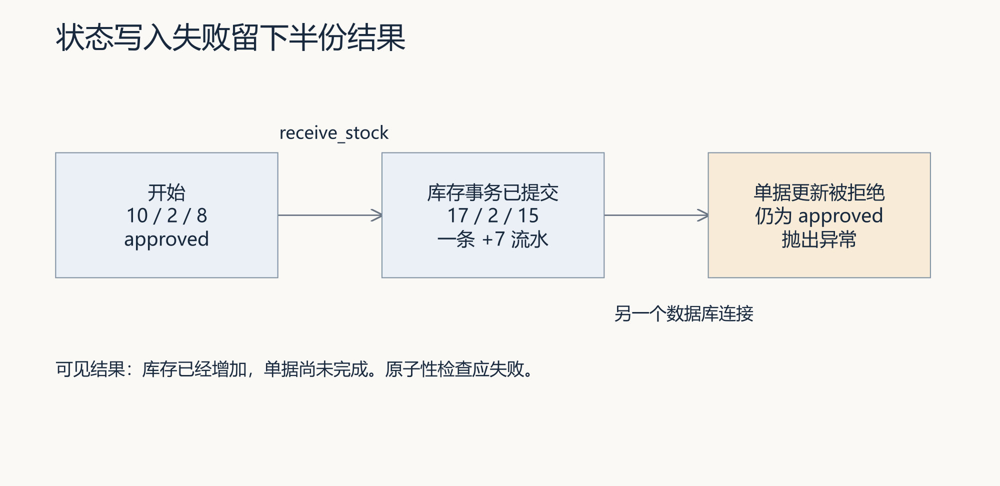 状态写入失败留下半份结果
receive_stock
开始
10 / 2 / 8
approved
库存事务已提交
17 / 2 / 15
一条 +7 流水
单据更新被拒绝
仍为 approved
抛出异常
另一个数据库连接
可见结果：库存已经增加，单据尚未完成。原子性检查应失败。